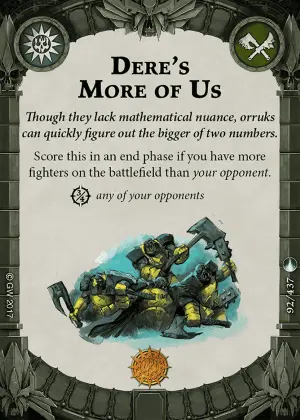 DERE'S
MORE OF US
Though they lack mathematical nuance, orruks
can quickly figure out the bigger of two numbers.
Score this in an end phase if you have more
fighters on the battlefield than your opponent.
3/4 any of your opponents
© GW 2017
92/437